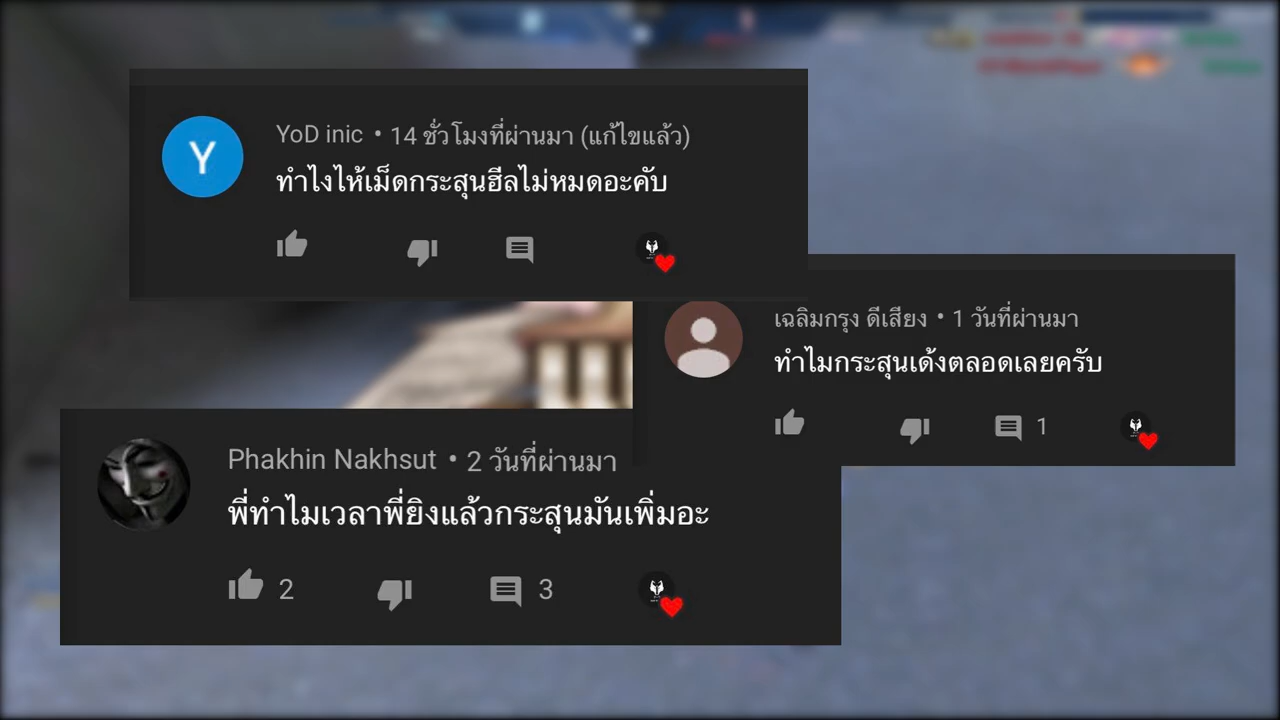 YoD inic • 14 ชั่วโมงที่ผ่านมา (แก้ไขแล้ว)
ทำไงไห้เม็ดกระสุนฮีลไม่หมดอะคับ
เฉลิมกรุง ดีเสียง • 1 วันที่ผ่านมา
ทำไมกระสุนเด้งตลอดเลยครับ
1
Phakhin Nakhsut • 2 วันที่ผ่านมา
พี่ทำไมเวลาพี่ยิงแล้วกระสุนมันเพิ่มอะ
2 3
Y